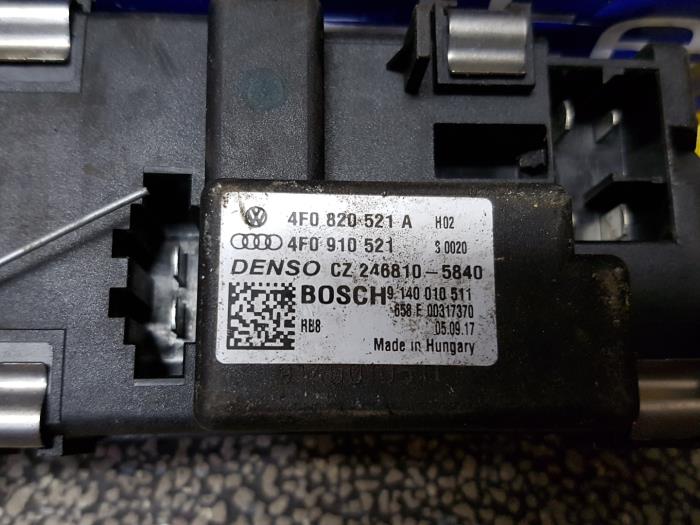 4F0 820 521 A H02
4F0 910 521 S 0020
DENSO CZ 246810-5840
BOSCH 9 140 010 511
658 E 00317370
RB8 05.09.17
Made in Hungary